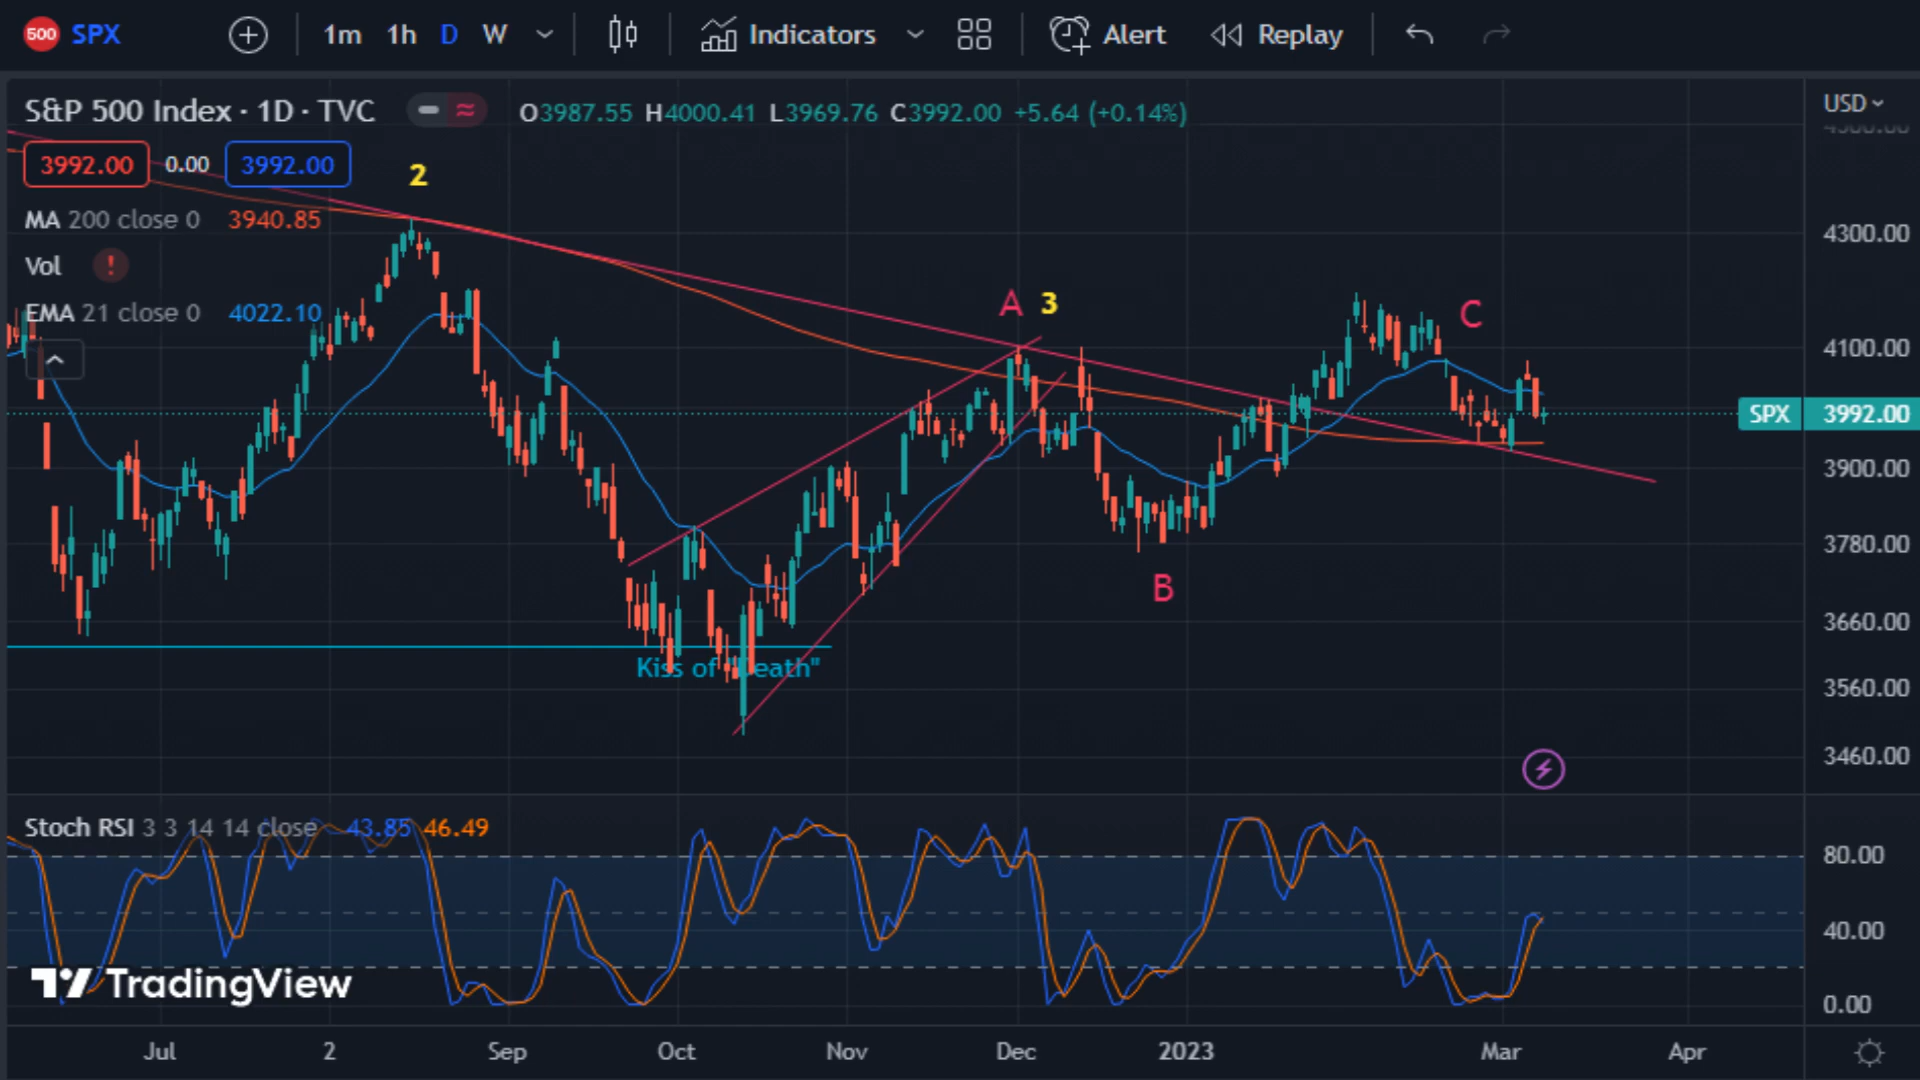 500 SPX 1m 1h D W Indicators Alert Replay
S&P 500 Index · 1D · TVC O3987.55 H4000.41 L3969.76 C3992.00 +5.64 (+0.14%)
USD
3992.00 0.00 3992.00
2
MA 200 close 0 3940.85
4300.00
Vol !
A 3
C
EMA 21 close 0 4022.10
4100.00
SPX 3992.00
3900.00
3780.00
B
3660.00
Kiss of "Death"
3560.00
3460.00
Stoch RSI 3 3 14 14 close 43.85 46.49
80.00
40.00
TradingView
0.00
Jul 2 Sep Oct Nov Dec 2023 Mar Apr